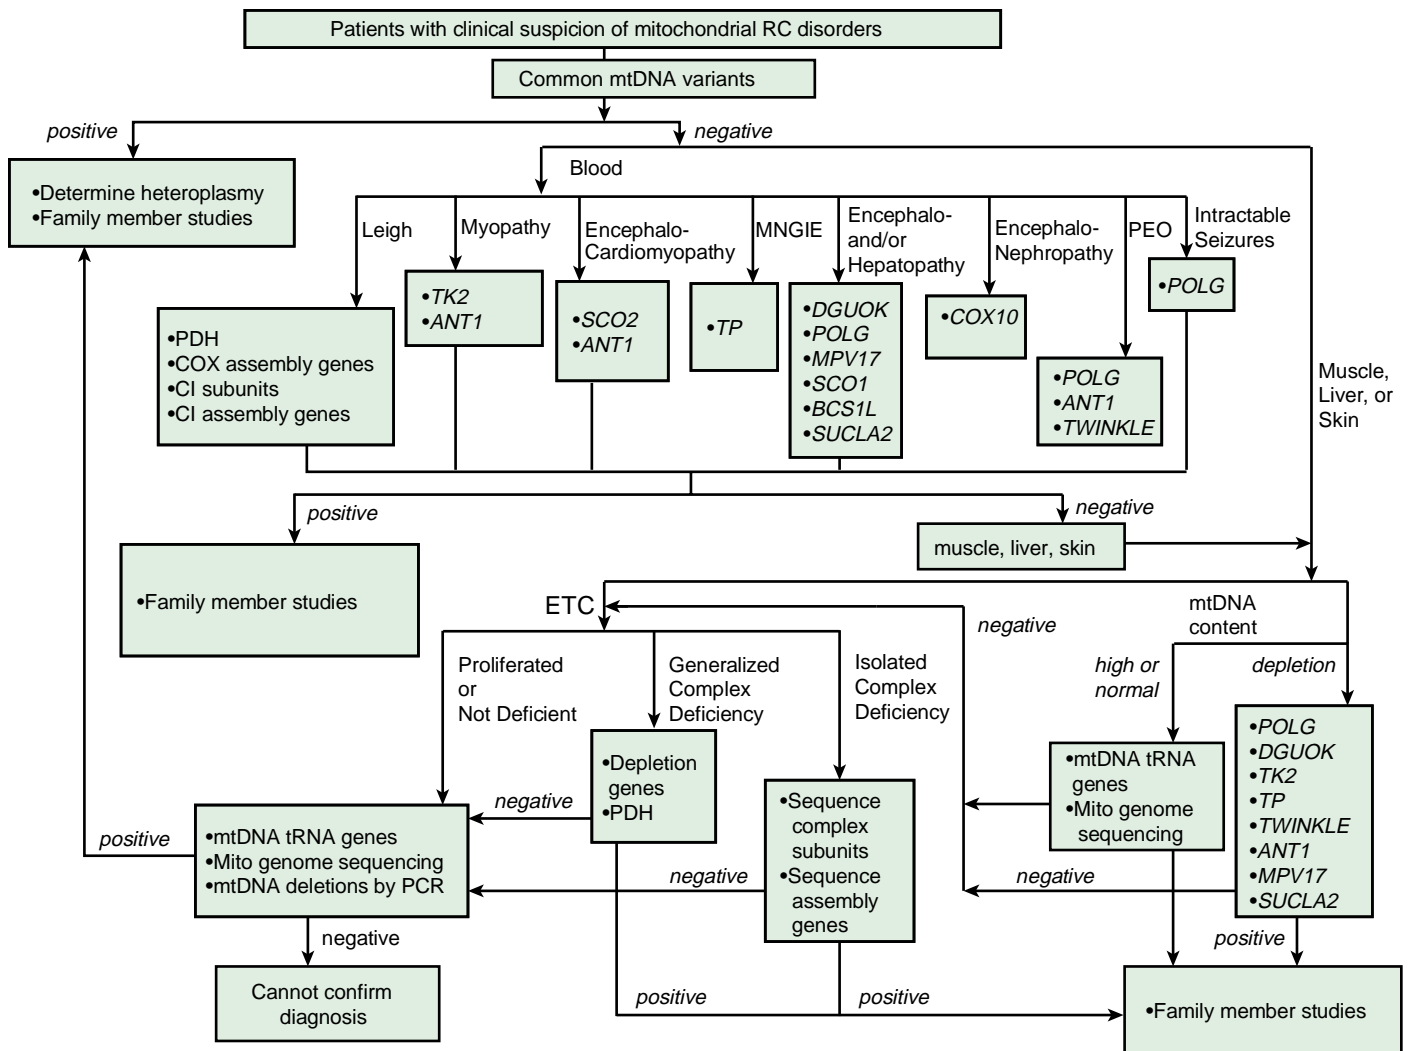 Patients with clinical suspicion of mitochondrial RC disorders
Common mtDNA variants
positive
negative
•Determine heteroplasmy
•Family member studies
Blood
Leigh
Myopathy
Encephalo-
Cardiomyopathy
MNGIE
Encephalo-
and/or
Hepatopathy
Encephalo-
Nephropathy
PEO
Intractable
Seizures
•PDH
•COX assembly genes
•CI subunits
•CI assembly genes
•TK2
•ANT1
•SCO2
•ANT1
•TP
•DGUOK
•POLG
•MPV17
•SCO1
•BCS1L
•SUCLA2
•COX10
•POLG
•ANT1
•TWINKLE
•POLG
Muscle,
Liver, or
Skin
positive
negative
•Family member studies
muscle, liver, skin
ETC
negative
mtDNA
content
Proliferated
or
Not Deficient
Generalized
Complex
Deficiency
Isolated
Complex
Deficiency
high or
normal
depletion
•Depletion
genes
•PDH
•Sequence
complex
subunits
•Sequence
assembly
genes
•mtDNA tRNA
genes
•Mito genome
sequencing
•POLG
•DGUOK
•TK2
•TP
•TWINKLE
•ANT1
•MPV17
•SUCLA2
negative
positive
•mtDNA tRNA genes
•Mito genome sequencing
•mtDNA deletions by PCR
negative
negative
negative
positive
Cannot confirm
diagnosis
positive
positive
•Family member studies